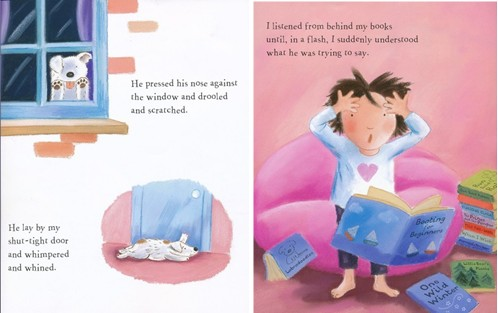 He pressed his nose against
the window and drooled
and scratched.
He lay by my
shut-tight door
and whimpered
and whined.
I listened from behind my books
until, in a flash, I suddenly understood
what he was trying to say.
Boating
for
Beginners
One
Wild
Winter